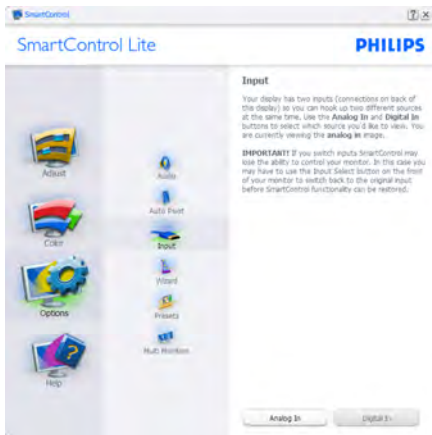 SmartControl
SmartControl Lite
PHILIPS
Adjust
Color
Options
Help
Audio
Auto Pivot
Input
Wizard
Presets
Multi Monitors
Input
Your display has two inputs (connections on back of
this display) so you can hook up two different sources
at the same time. Use the Analog In and Digital In
buttons to select which source you'd like to view. You
are currently viewing the analog in image.
IMPORTANT! If you switch inputs SmartControl may
lose the ability to control your monitor. In this case you
may have to use the Input Select button on the front
of your monitor to switch back to the original input
before SmartControl functionality can be restored.
Analog In
Digital In